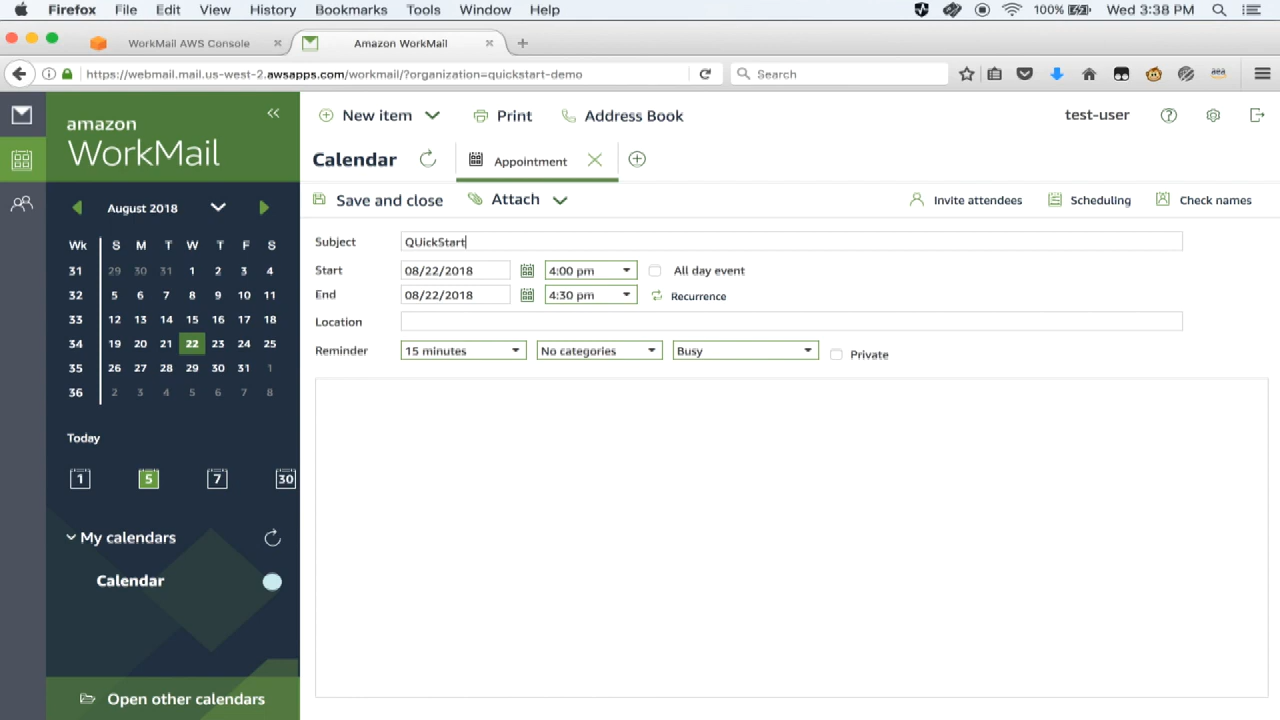 Firefox File Edit View History Bookmarks Tools Window Help 100% Wed 3:38 PM
WorkMail AWS Console × Amazon WorkMail × +
https://webmail.mail.us-west-2.awsapps.com/workmail/?organization=quickstart-demo Search
amazon
WorkMail
New item Print Address Book test-user
Calendar Appointment
Save and close Attach Invite attendees Scheduling Check names
August 2018
Wk S M T W T F S
31 29 30 31 1 2 3 4
32 5 6 7 8 9 10 11
33 12 13 14 15 16 17 18
34 19 20 21 22 23 24 25
35 26 27 28 29 30 31 1
36 2 3 4 5 6 7 8
Today
1 5 7 30
My calendars
Calendar
Open other calendars
Subject QUickStart
Start 08/22/2018 4:00 pm All day event
End 08/22/2018 4:30 pm Recurrence
Location
Reminder 15 minutes No categories Busy Private